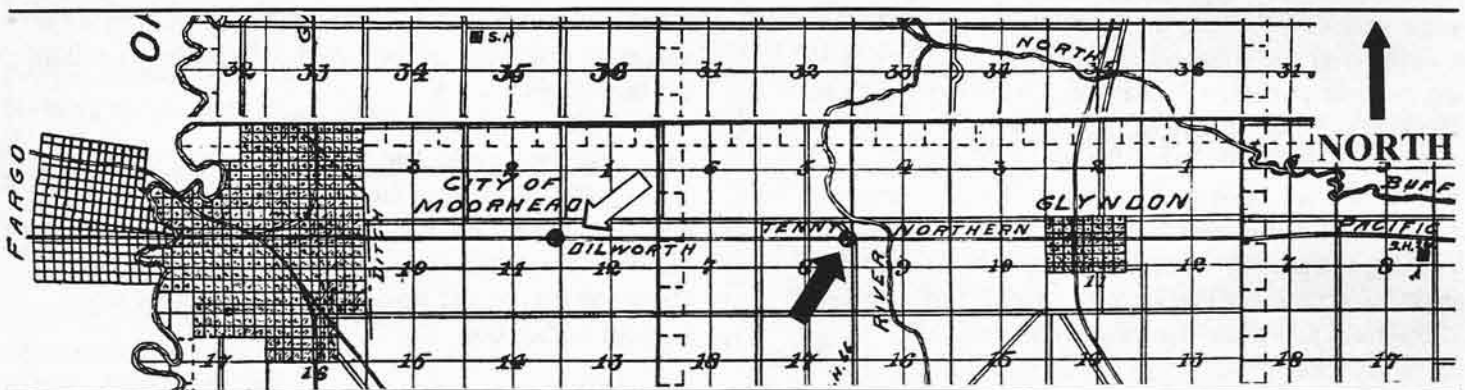 S.H.
32 33 34 35 36 31 32 33 34 35 36 31
NORTH
NORTH
FARGO
3 2 1 6 5 4 3 2 1
CITY OF
MOORHEAD
GLYNDON
BUFF
DITCH
DILWORTH
TENNY
NORTHERN
PACIFIC
S.H.
10 11 12 7 8 9 10 11 12 7 8
RIVER
17 16 15 14 13 18 17 16 15 14 13 18 17